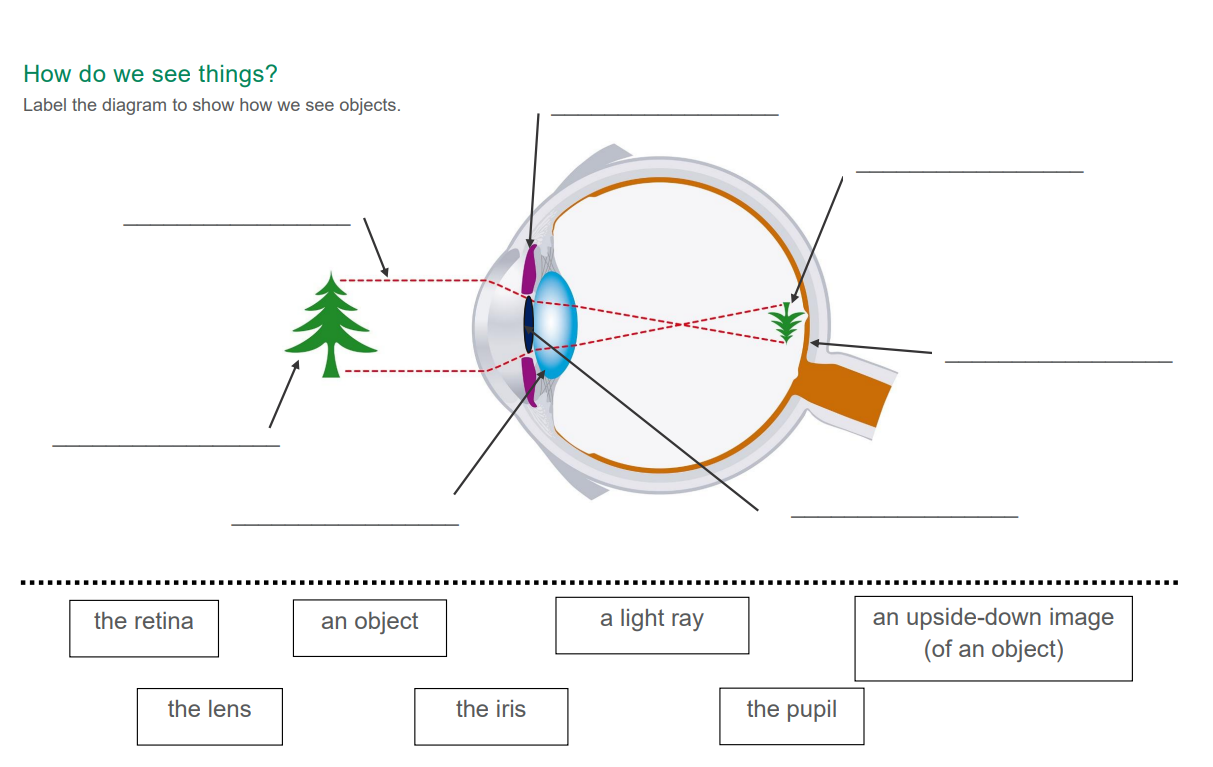 How do we see things?
Label the diagram to show how we see objects.
the retina
an object
a light ray
an upside-down image
(of an object)
the lens
the iris
the pupil